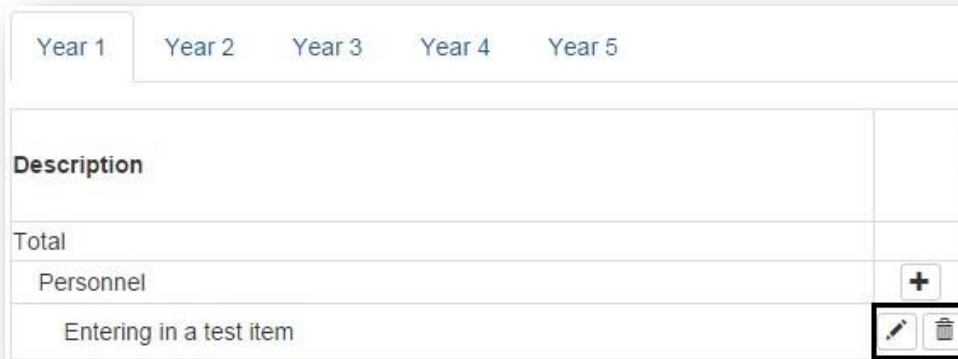 Year 1 Year 2 Year 3 Year 4 Year 5
Description
Total
Personnel
Entering in a test item